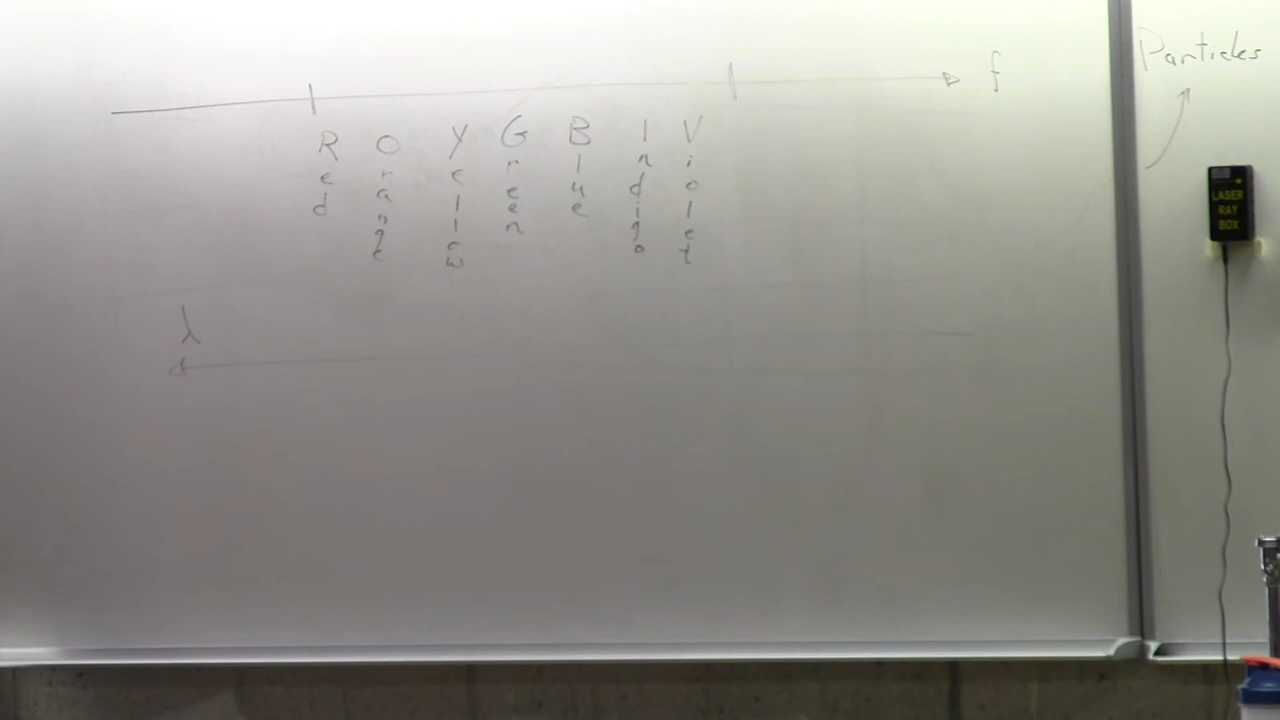 f
Particles
Red
Orange
Yellow
Green
Blue
Indigo
Violet
λ
LASER
RAY
BOX